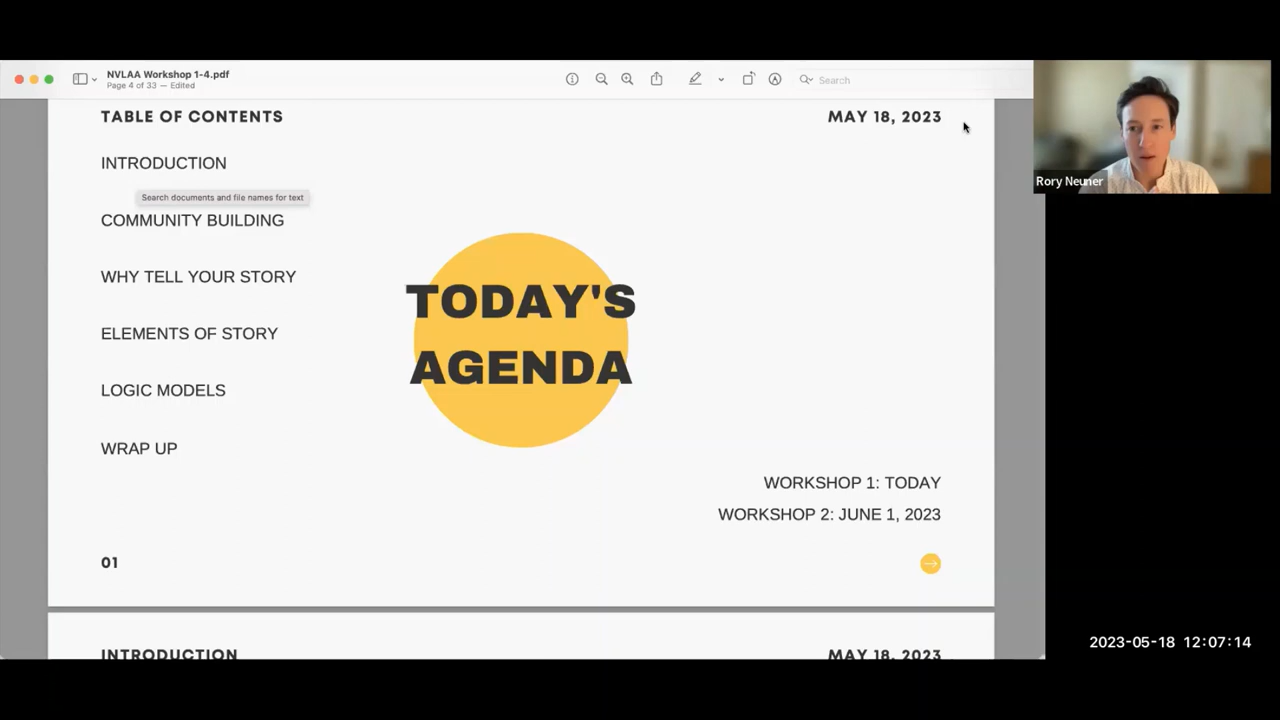 NVLAA Workshop 1-4.pdf
Page 4 of 33 — Edited
Search
TABLE OF CONTENTS
MAY 18, 2023
INTRODUCTION
Search documents and file names for text
COMMUNITY BUILDING
WHY TELL YOUR STORY
ELEMENTS OF STORY
LOGIC MODELS
WRAP UP
TODAY'S
AGENDA
WORKSHOP 1: TODAY
WORKSHOP 2: JUNE 1, 2023
01
INTRODUCTION
MAY 18, 2023
Rory Neuner
2023-05-18 12:07:14